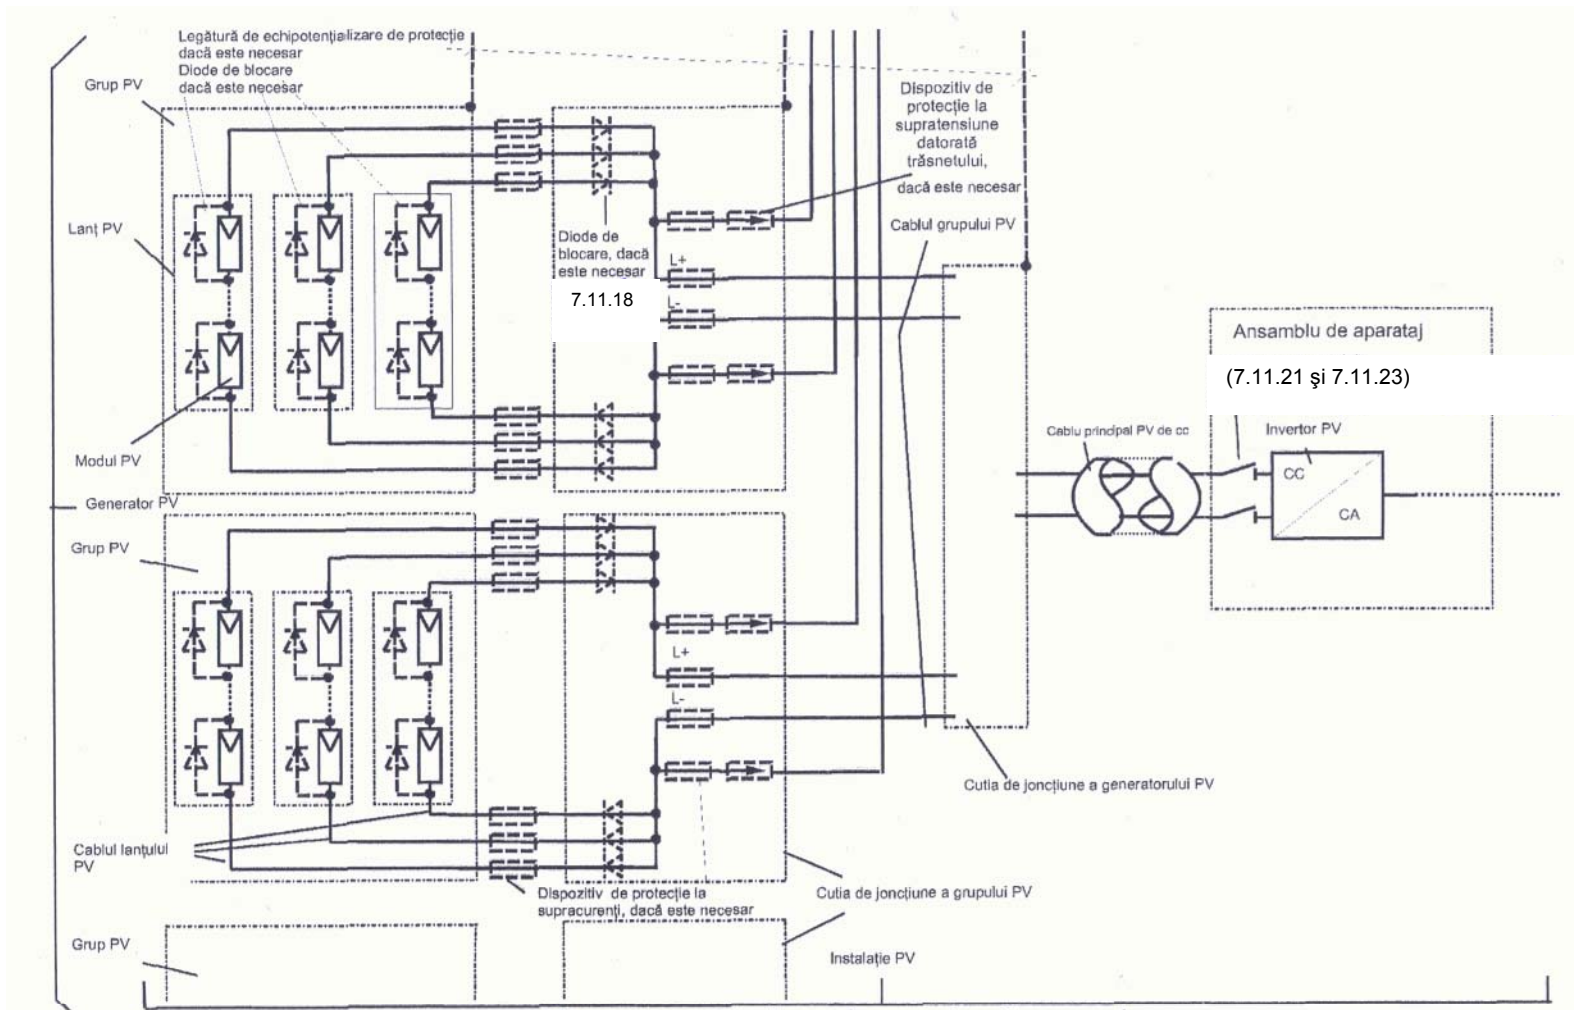 Legătură de echipotențializare de protecție
dacă este necesar
Diode de blocare
dacă este necesar
Grup PV
Dispozitiv de
protecție la
supratensiune
datorată
trăsnetului,
dacă este necesar
Lanț PV
Cablul grupului PV
Diode de
blocare, dacă
este necesar
7.11.18
L+
L-
Ansamblu de aparataj
(7.11.21 şi 7.11.23)
Cablu principal PV de cc
Invertor PV
CC
CA
Modul PV
Generator PV
Grup PV
L+
L-
Cutia de joncțiune a generatorului PV
Cablul lanțului
PV
Dispozitiv de protecție la
supracurenți, dacă este necesar
Cutia de joncțiune a grupului PV
Grup PV
Instalație PV